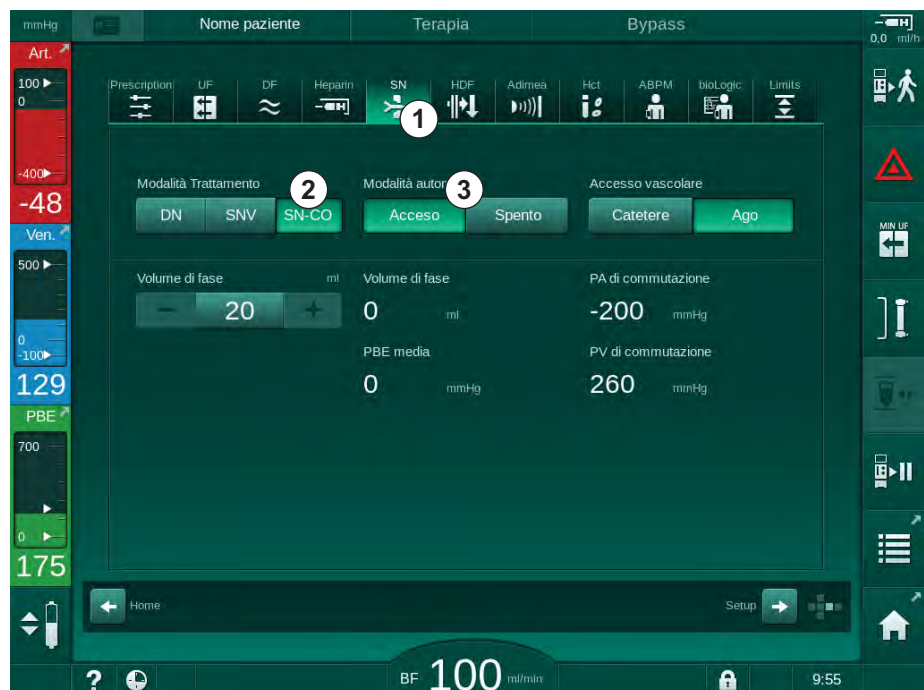 mmHg
Nome paziente
Terapia
Bypass
0,0 ml/h
Art.
100
0
-400
-48
Ven.
500
0
-100
129
PBE
700
0
175
Prescription
UF
DF
Heparin
SN
HDF
Adimea
Hct
ABPM
bioLogic
Limits
1
Modalità Trattamento
2
DN
SNV
SN-CO
Modalità autom
3
Acceso
Spento
Accesso vascolare
Catetere
Ago
Volume di fase ml
20
Volume di fase
0 ml
PBE media
0 mmHg
PA di commutazione
-200 mmHg
PV di commutazione
260 mmHg
MIN UF
Home
Setup
?
BF 100 ml/min
9:55